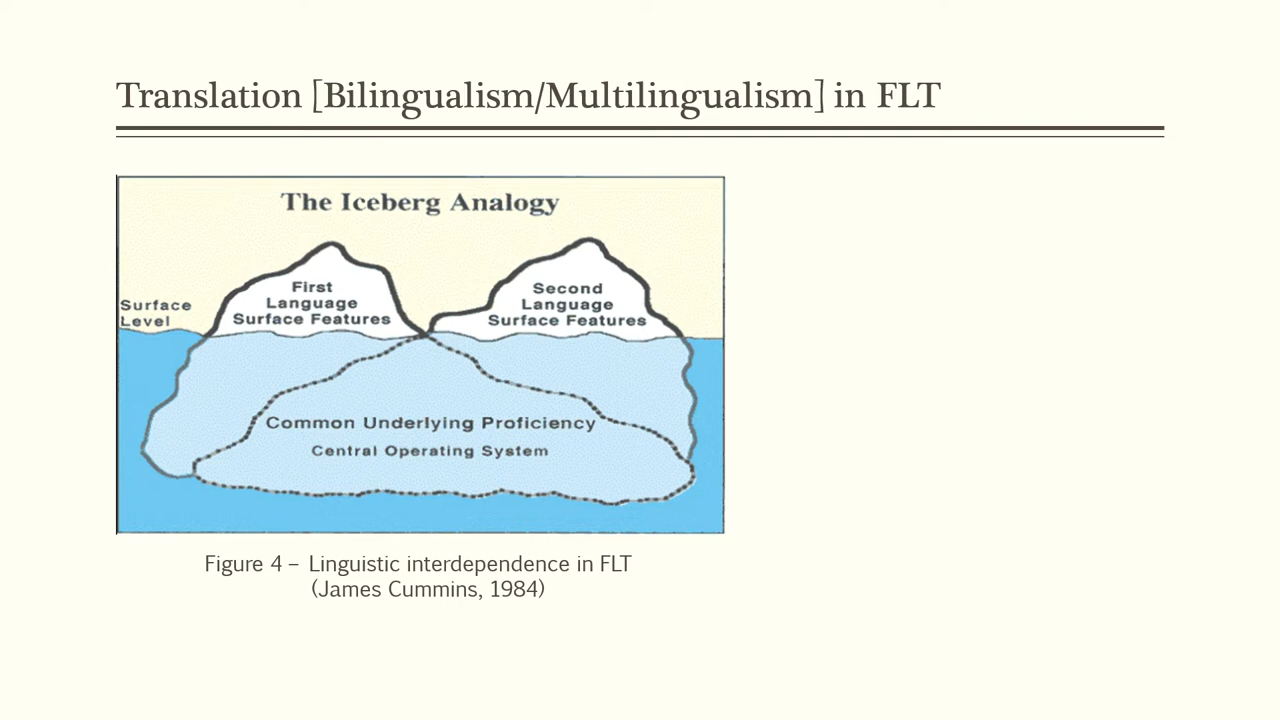 Translation [Bilingualism/Multilingualism] in FLT
The Iceberg Analogy
Surface
Level
First
Language
Surface Features
Second
Language
Surface Features
Common Underlying Proficiency
Central Operating System
Figure 4 – Linguistic interdependence in FLT
(James Cummins, 1984)